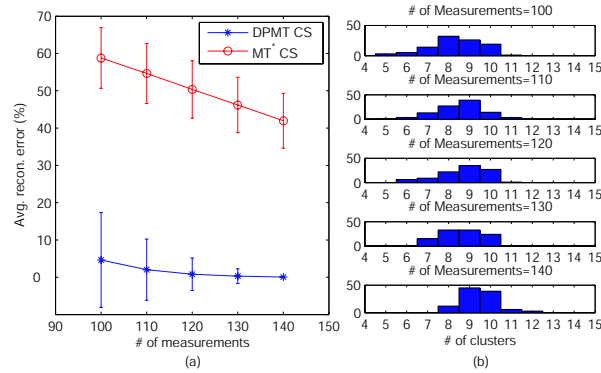 DPMT CS
MT* CS
Avg. recon. error (%)
70
60
50
40
30
20
10
0
90 100 110 120 130 140 150
# of measurements
(a)
# of Measurements=100
50
0
4 5 6 7 8 9 10 11 12 13 14 15
# of Measurements=110
50
0
4 5 6 7 8 9 10 11 12 13 14 15
# of Measurements=120
50
0
4 5 6 7 8 9 10 11 12 13 14 15
# of Measurements=130
50
0
4 5 6 7 8 9 10 11 12 13 14 15
# of Measurements=140
50
0
4 5 6 7 8 9 10 11 12 13 14 15
# of clusters
(b)